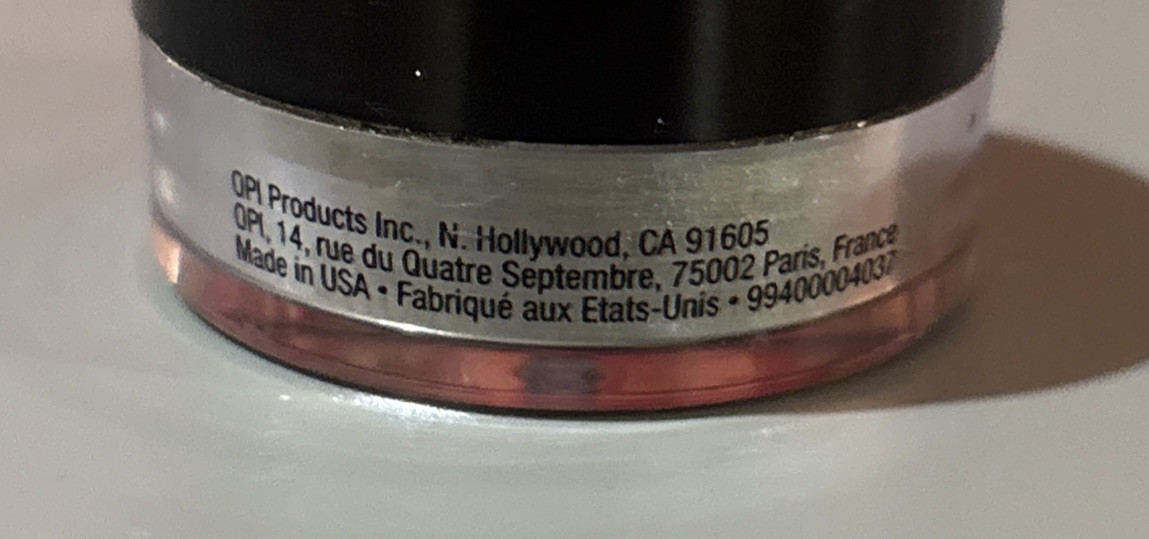 OPI Products Inc., N. Hollywood, CA 91605
OPI, 14, rue du Quatre Septembre, 75002 Paris, France
Made in USA • Fabriqué aux Etats-Unis • 99400004037